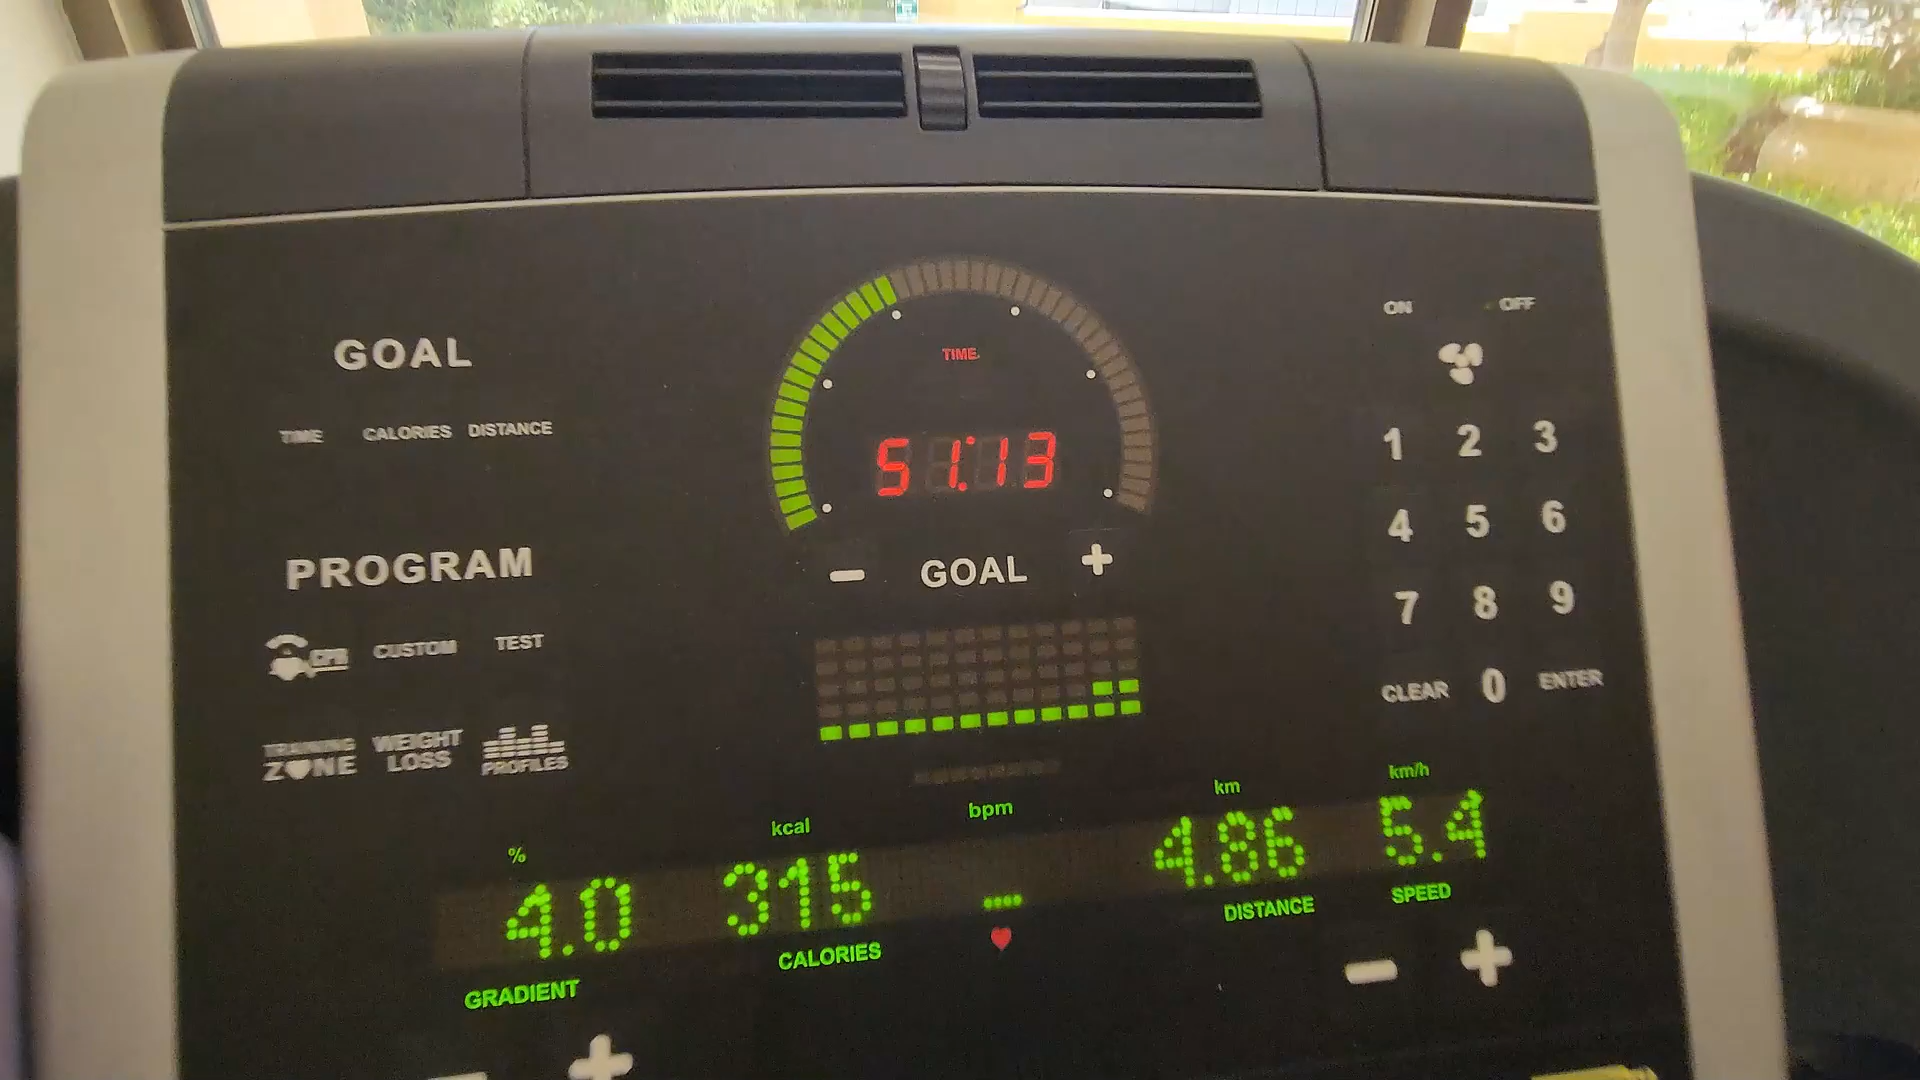 ON OFF
GOAL
TIME
TIME CALORIES DISTANCE
51:13
1 2 3
4 5 6
PROGRAM
- GOAL +
7 8 9
CPR CUSTOM TEST
CLEAR 0 ENTER
TRAINING ZONE
WEIGHT LOSS
PROFILES
% kcal bpm km km/h
4.0 315 -- 4.86 5.4
GRADIENT CALORIES DISTANCE SPEED
- +
- +